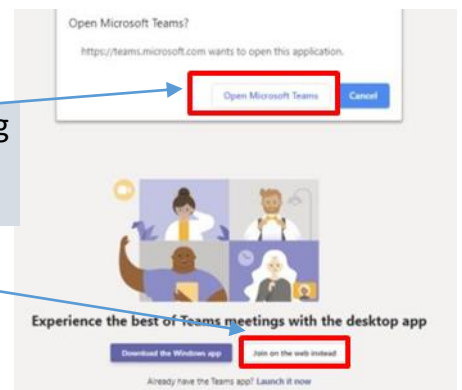 Open Microsoft Teams?
https://teams.microsoft.com wants to open this application.
Open Microsoft Teams
Cancel
g
Experience the best of Teams meetings with the desktop app
Download the Windows app
Join on the web instead
Already have the Teams app? Launch it now